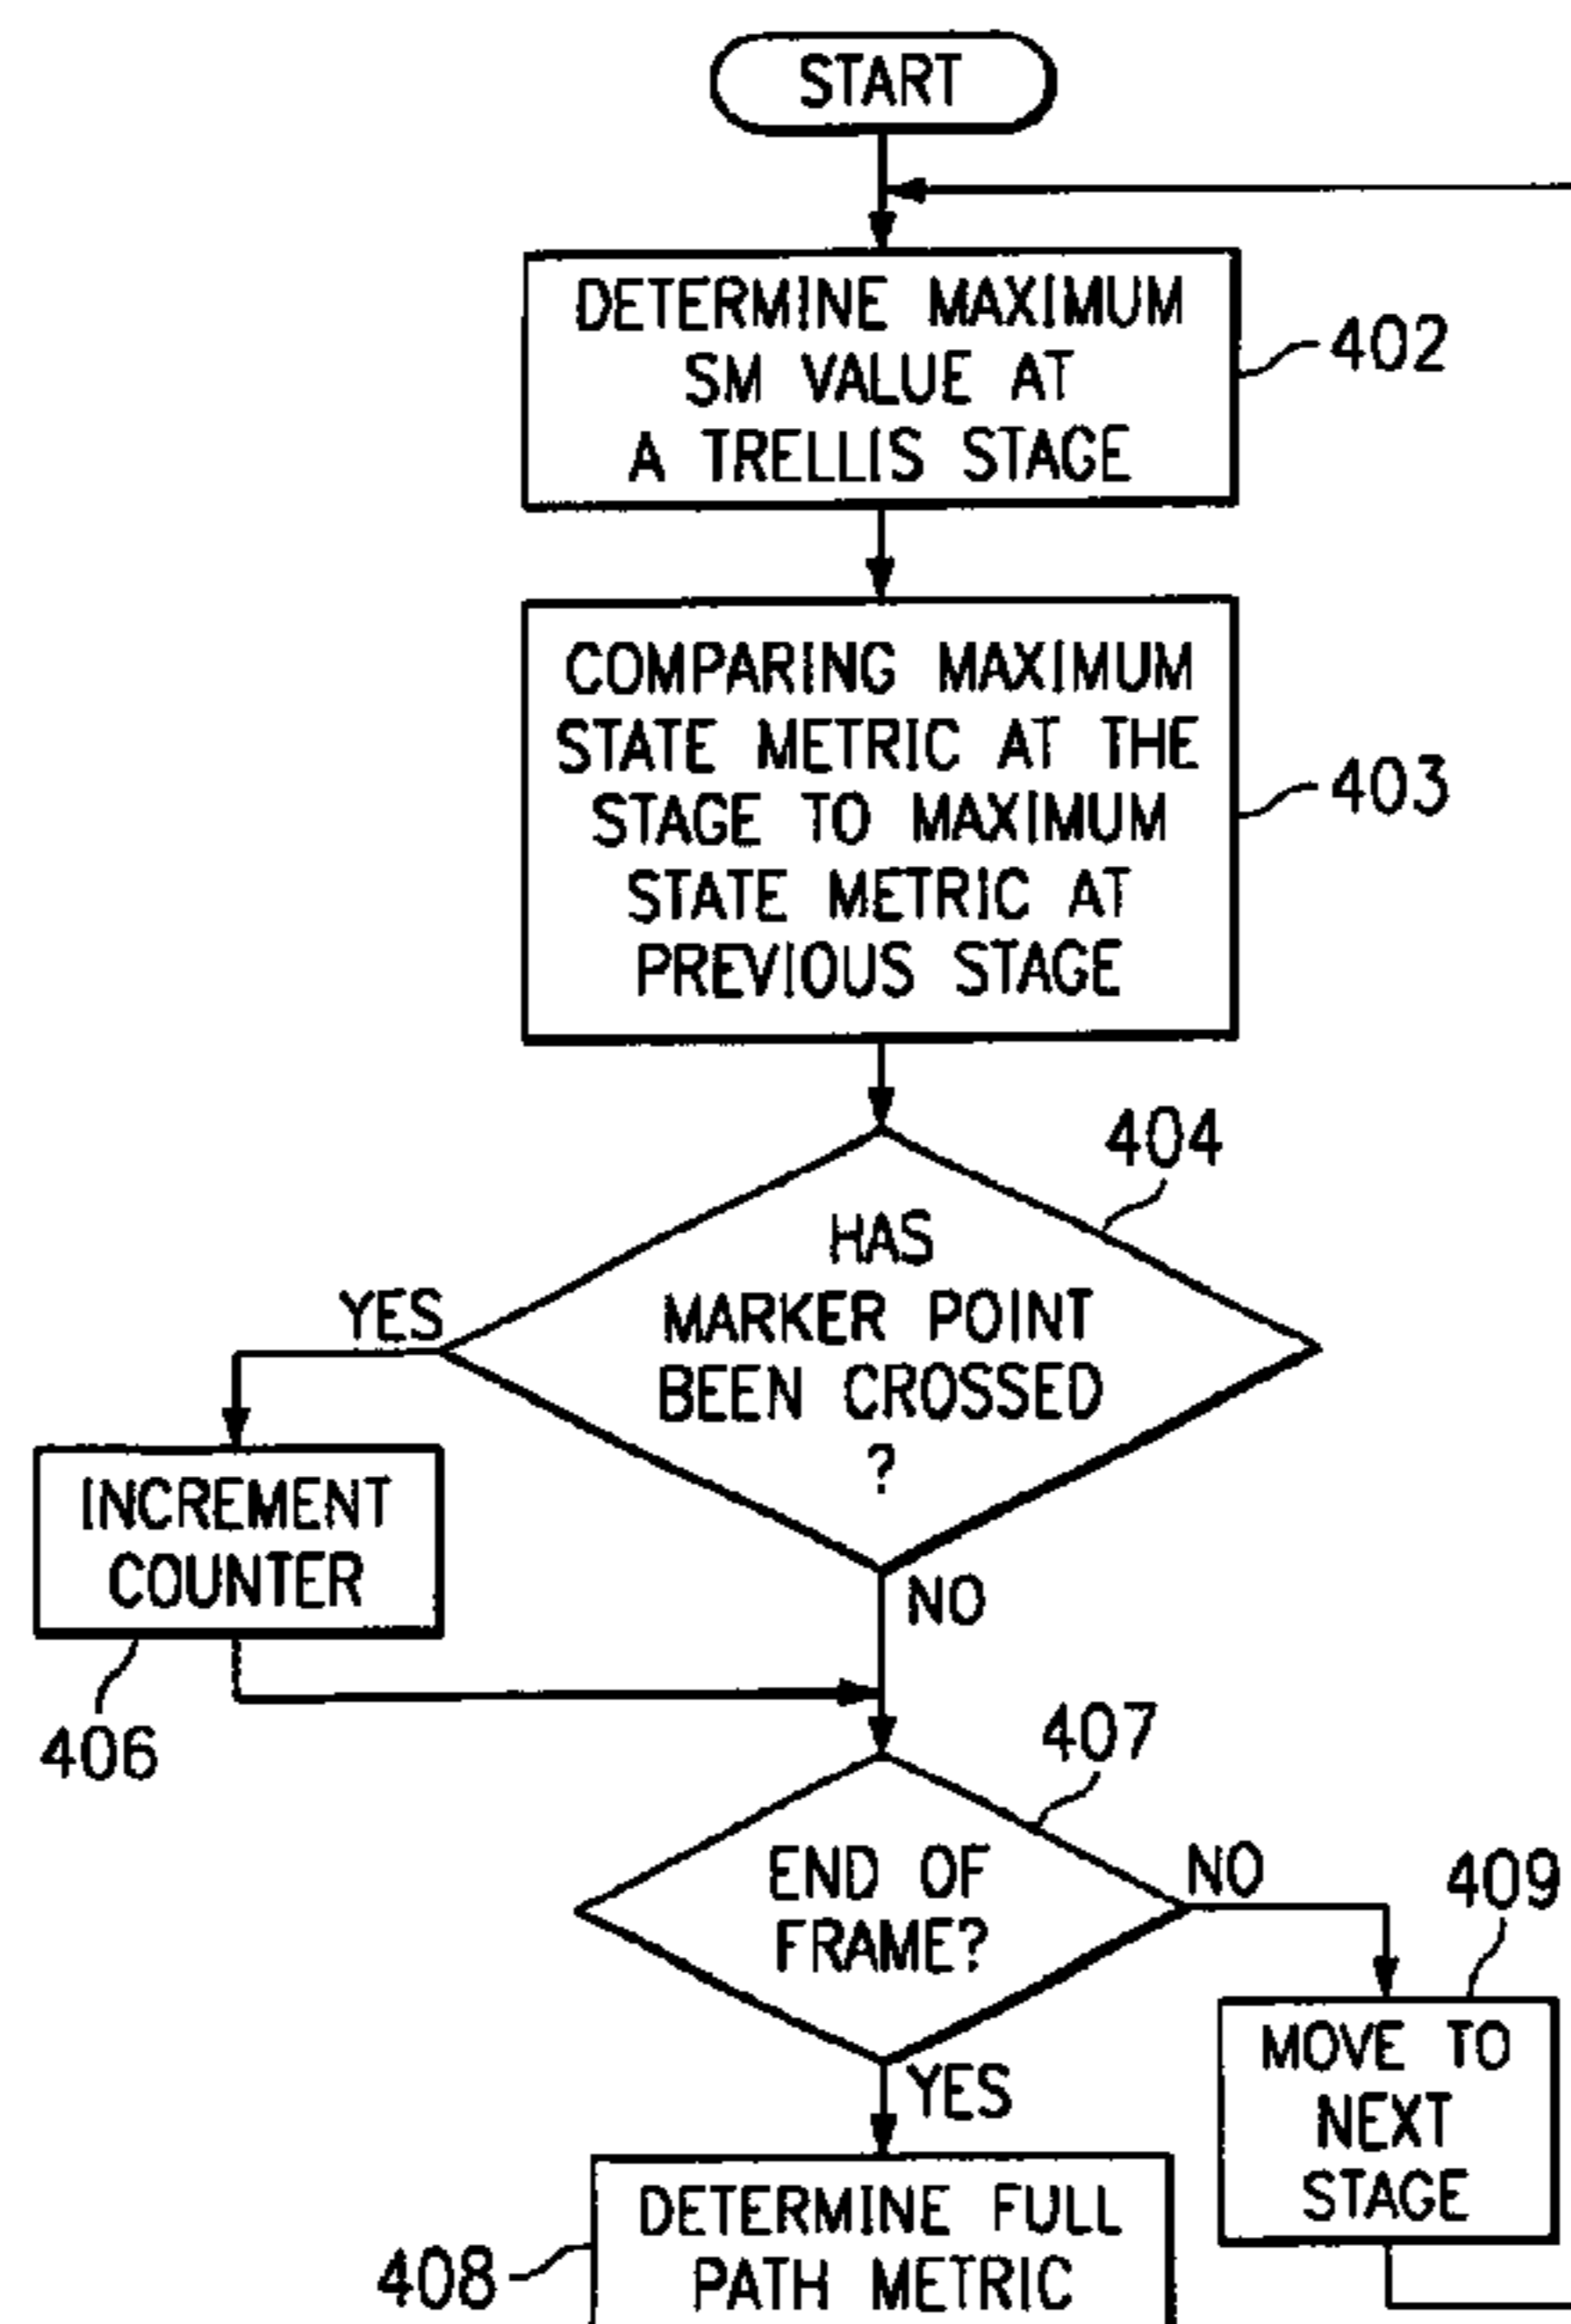 START
DETERMINE MAXIMUM
SM VALUE AT
A TRELLIS STAGE
402
COMPARING MAXIMUM
STATE METRIC AT THE
STAGE TO MAXIMUM
STATE METRIC AT
PREVIOUS STAGE
403
404
HAS
MARKER POINT
BEEN CROSSED
?
YES
INCREMENT
COUNTER
406
NO
407
END OF
FRAME?
NO
409
MOVE TO
NEXT
STAGE
YES
DETERMINE FULL
PATH METRIC
408